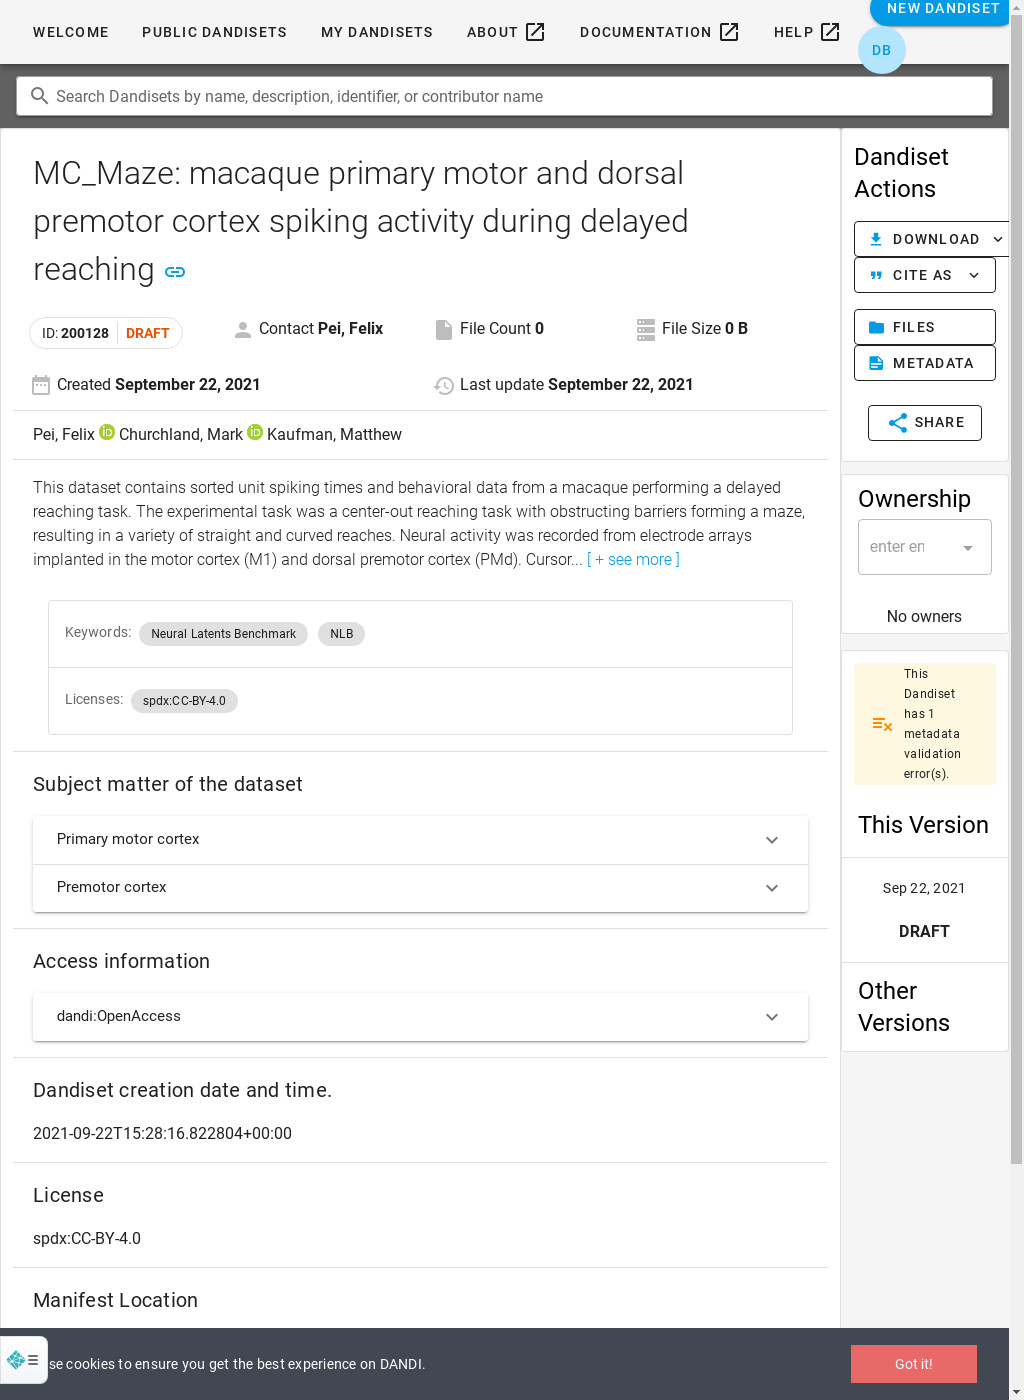 WELCOME PUBLIC DANDISETS MY DANDISETS ABOUT DOCUMENTATION HELP NEW DANDISET
DB
Search Dandisets by name, description, identifier, or contributor name
MC_Maze: macaque primary motor and dorsal
premotor cortex spiking activity during delayed
reaching
ID: 200128 DRAFT
Contact Pei, Felix
File Count 0
File Size 0 B
Created September 22, 2021
Last update September 22, 2021
Pei, Felix iD Churchland, Mark iD Kaufman, Matthew
This dataset contains sorted unit spiking times and behavioral data from a macaque performing a delayed
reaching task. The experimental task was a center-out reaching task with obstructing barriers forming a maze,
resulting in a variety of straight and curved reaches. Neural activity was recorded from electrode arrays
implanted in the motor cortex (M1) and dorsal premotor cortex (PMd). Cursor... [ + see more ]
Keywords: Neural Latents Benchmark NLB
Licenses: spdx:CC-BY-4.0
Subject matter of the dataset
Primary motor cortex
Premotor cortex
Access information
dandi:OpenAccess
Dandiset creation date and time.
2021-09-22T15:28:16.822804+00:00
License
spdx:CC-BY-4.0
Manifest Location
Dandiset
Actions
DOWNLOAD
CITE AS
FILES
METADATA
SHARE
Ownership
enter en
No owners
This
Dandiset
has 1
metadata
validation
error(s).
This Version
Sep 22, 2021
DRAFT
Other
Versions
se cookies to ensure you get the best experience on DANDI.
Got it!